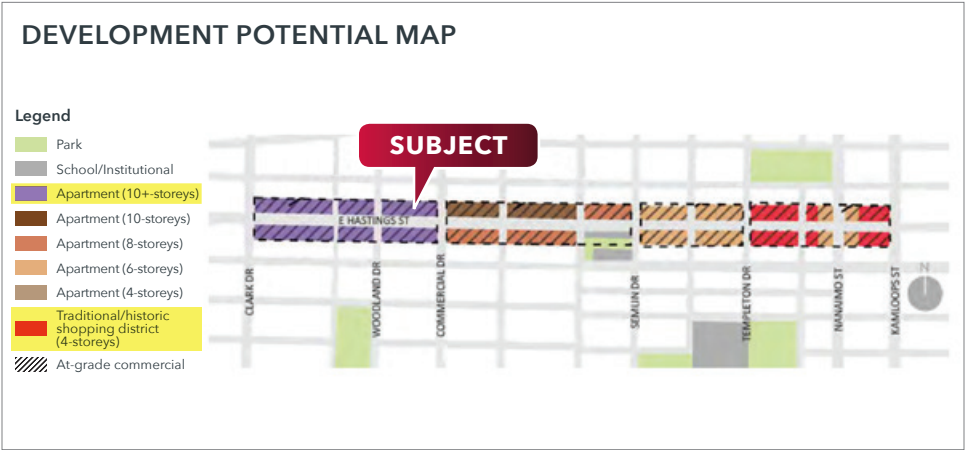 DEVELOPMENT POTENTIAL MAP
Legend
Park
School/Institutional
Apartment (10+-storeys)
Apartment (10-storeys)
Apartment (8-storeys)
Apartment (6-storeys)
Apartment (4-storeys)
Traditional/historic
shopping district
(4-storeys)
At-grade commercial
SUBJECT
E HASTINGS ST
CLARK DR
WOODLAND DR
COMMERCIAL DR
SEMLIN DR
TEMPLETON DR
NANAIMO ST
KAMLOOPS ST
N